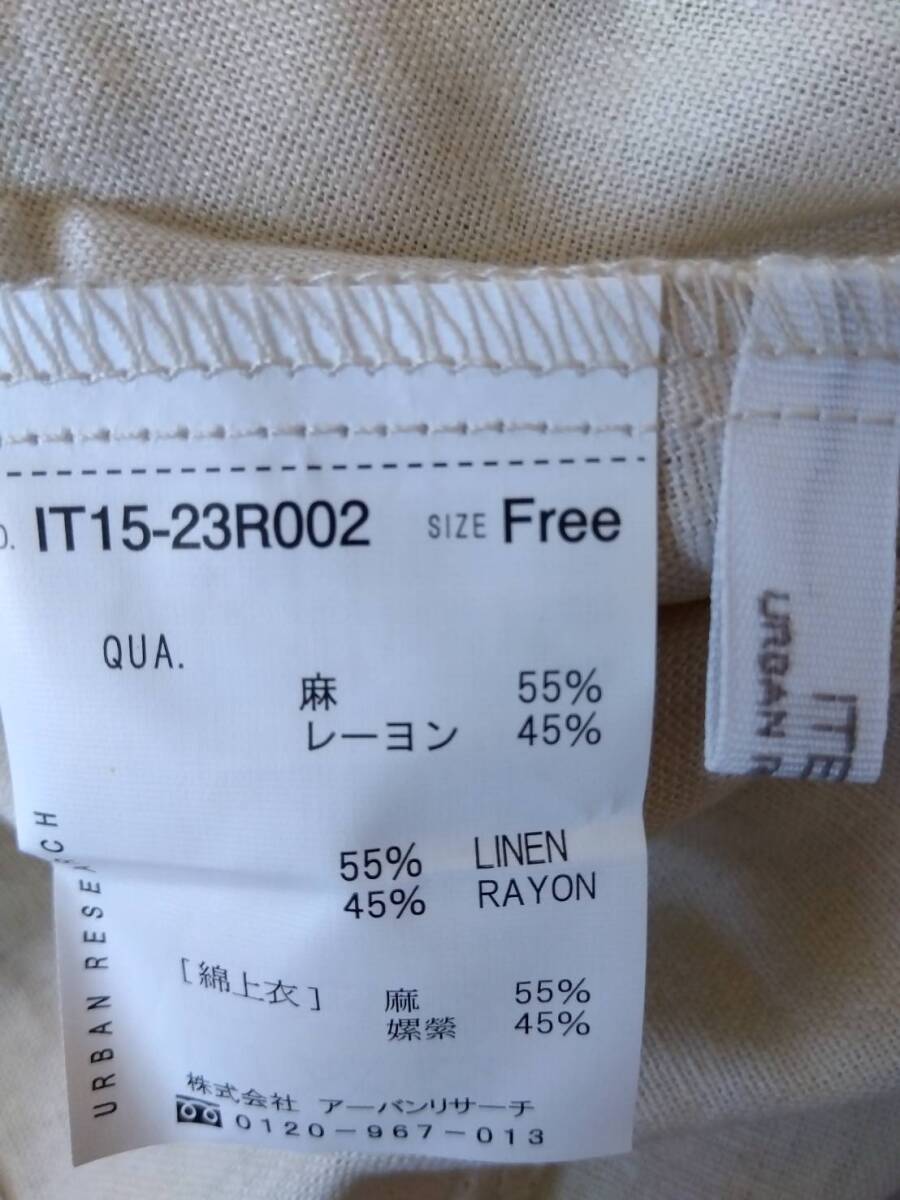 IT15-23R002 SIZE Free
QUA.
麻 55%
レーヨン 45%
55% LINEN
45% RAYON
[綿上衣] 麻 55%
嫘縈 45%
株式会社 アーバンリサーチ
0120-967-013
URBAN RESEARCH
URBAN R
ITE